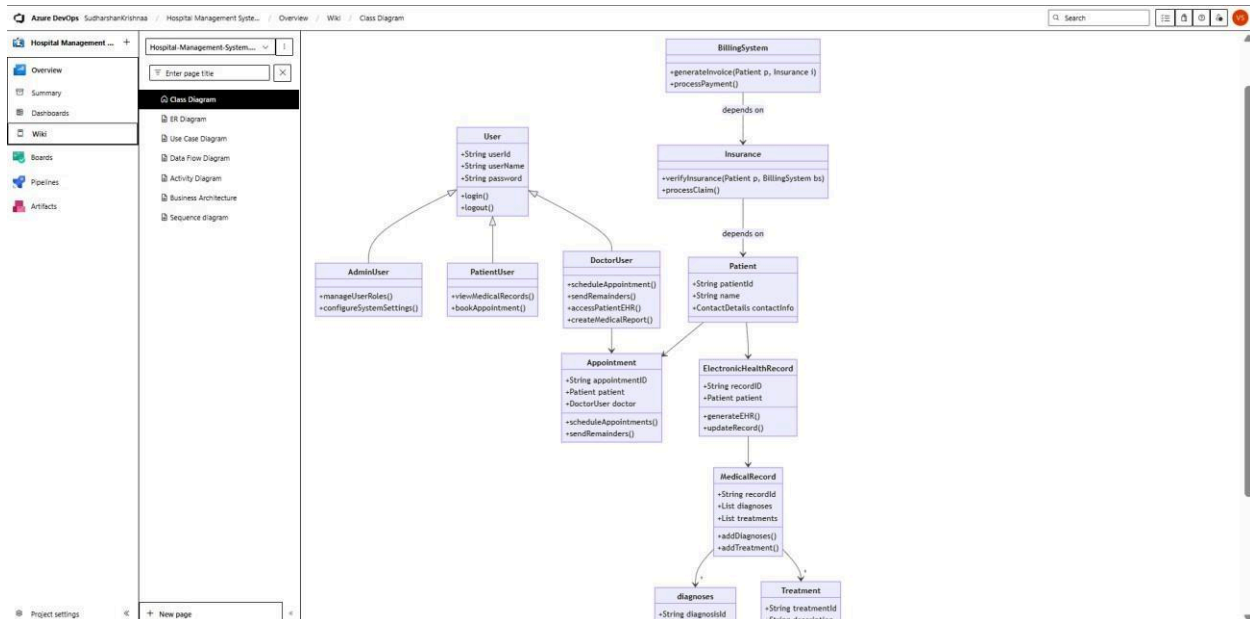 Azure DevOps SudharshanKrishnaa / Hospital Management Syste... / Overview / Wiki / Class Diagram
Search
VS
Hospital Management ... +
Overview
Summary
Dashboards
Wiki
Boards
Pipelines
Artifacts
Project settings
Hospital-Management-System....
Enter page title
Class Diagram
ER Diagram
Use Case Diagram
Data Flow Diagram
Activity Diagram
Business Architecture
Sequence diagram
+ New page
BillingSystem
+generateInvoice(Patient p, Insurance i)
+processPayment()
depends on
Insurance
+verifyInsurance(Patient p, BillingSystem bs)
+processClaim()
depends on
User
+String userId
+String userName
+String password
+login()
+logout()
AdminUser
+manageUserRoles()
+configureSystemSettings()
PatientUser
+viewMedicalRecords()
+bookAppointment()
DoctorUser
+scheduleAppointment()
+sendRemainders()
+accessPatientEHR()
+createMedicalReport()
Patient
+String patientId
+String name
+ContactDetails contactInfo
Appointment
+String appointmentID
+Patient patient
+DoctorUser doctor
+scheduleAppointments()
+sendRemainders()
ElectronicHealthRecord
+String recordID
+Patient patient
+generateEHR()
+updateRecord()
MedicalRecord
+String recordId
+List diagnoses
+List treatments
+addDiagnoses()
+addTreatment()
*
*
diagnoses
+String diagnosisId
Treatment
+String treatmentId
+String description